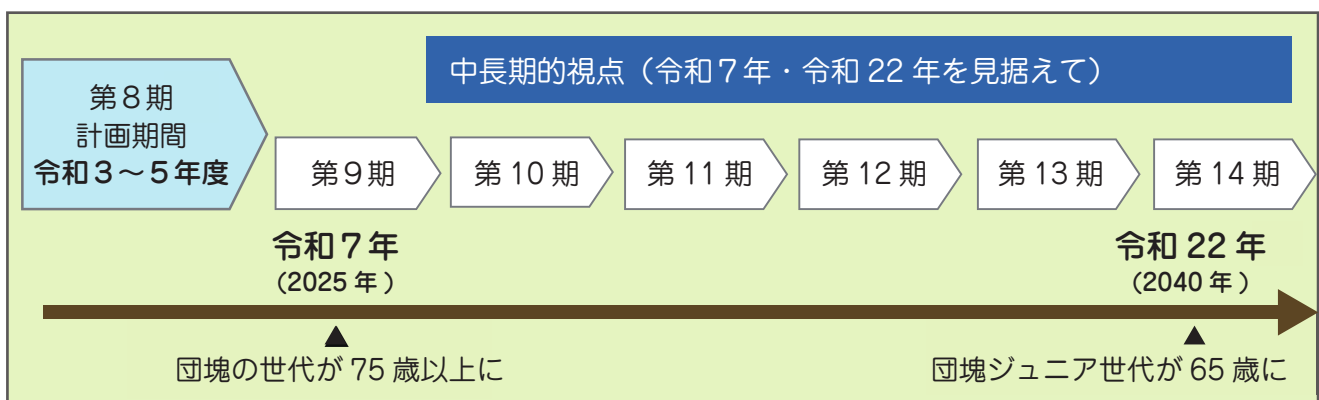 中長期的視点（令和７年・令和 22 年を見据えて）
第８期
計画期間
令和３～５年度
第９期
第 10 期
第 11 期
第 12 期
第 13 期
第 14 期
令和７年
（2025 年）
令和 22 年
（2040 年）
▲
▲
団塊の世代が 75 歳以上に
団塊ジュニア世代が 65 歳に